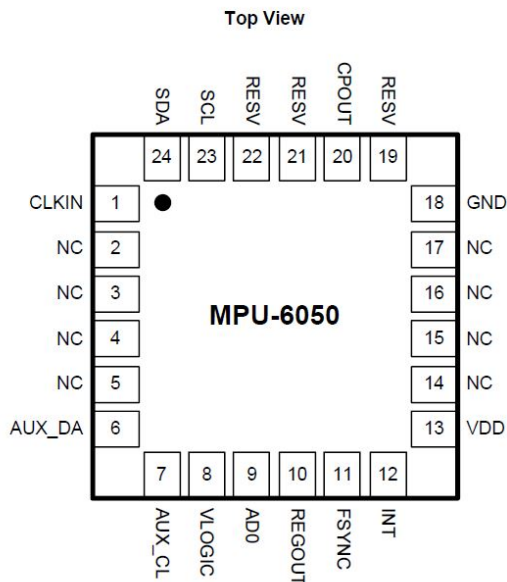 Top View
SDA
SCL
RESV
RESV
CPOUT
RESV
24
23
22
21
20
19
CLKIN 1
18 GND
NC 2
17 NC
NC 3
16 NC
MPU-6050
NC 4
15 NC
NC 5
14 NC
AUX_DA 6
13 VDD
7
8
9
10
11
12
AUX_CL
VLOGIC
AD0
REGOUT
FSYNC
INT